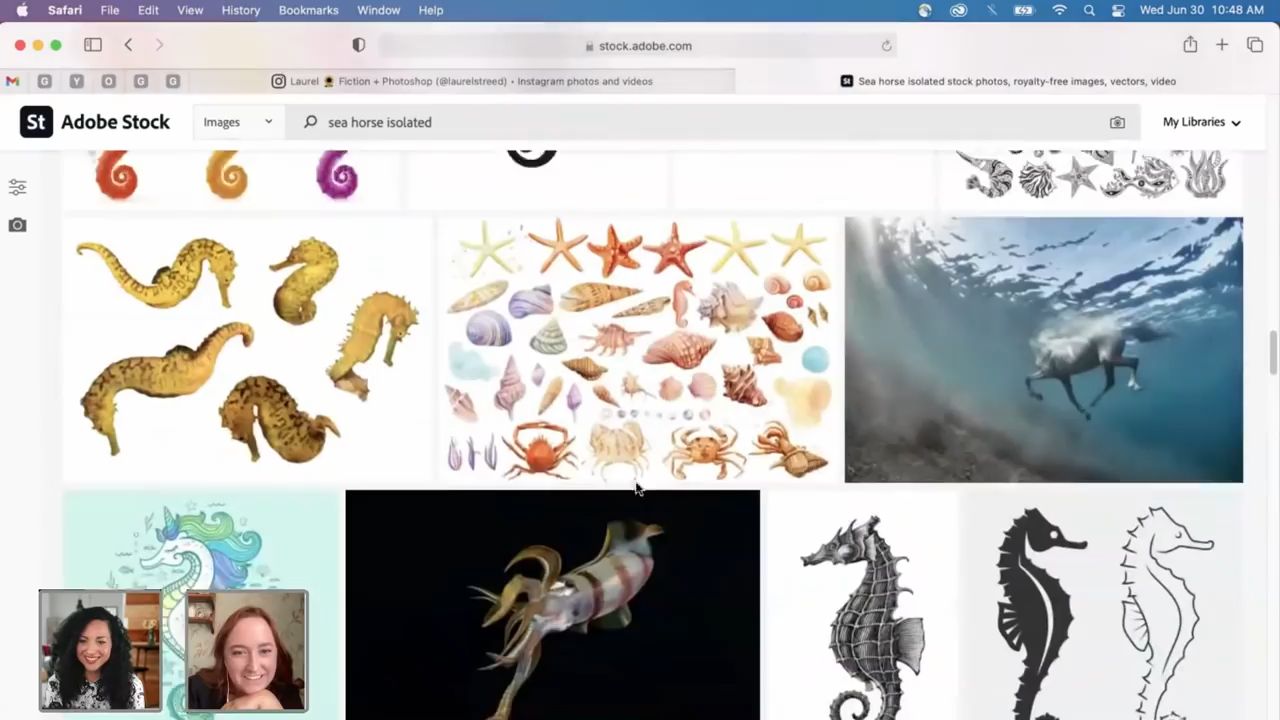 Safari File Edit View History Bookmarks Window Help Wed Jun 30 10:48 AM
stock.adobe.com
G Y O G G Laurel 🌻 Fiction + Photoshop (@laurelstreed) • Instagram photos and videos St Sea horse isolated stock photos, royalty-free images, vectors, video
St Adobe Stock Images sea horse isolated My Libraries